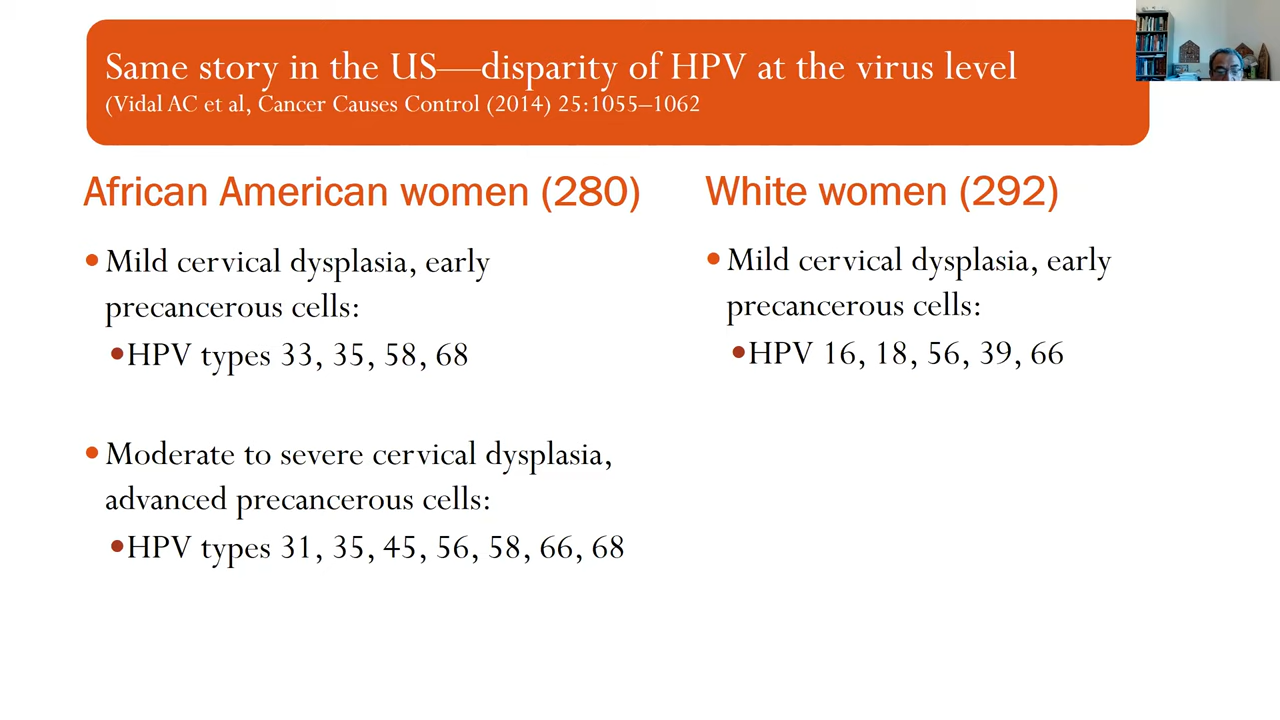 Same story in the US—disparity of HPV at the virus level
(Vidal AC et al, Cancer Causes Control (2014) 25:1055–1062
African American women (280)
• Mild cervical dysplasia, early
precancerous cells:
• HPV types 33, 35, 58, 68
• Moderate to severe cervical dysplasia,
advanced precancerous cells:
• HPV types 31, 35, 45, 56, 58, 66, 68
White women (292)
• Mild cervical dysplasia, early
precancerous cells:
• HPV 16, 18, 56, 39, 66